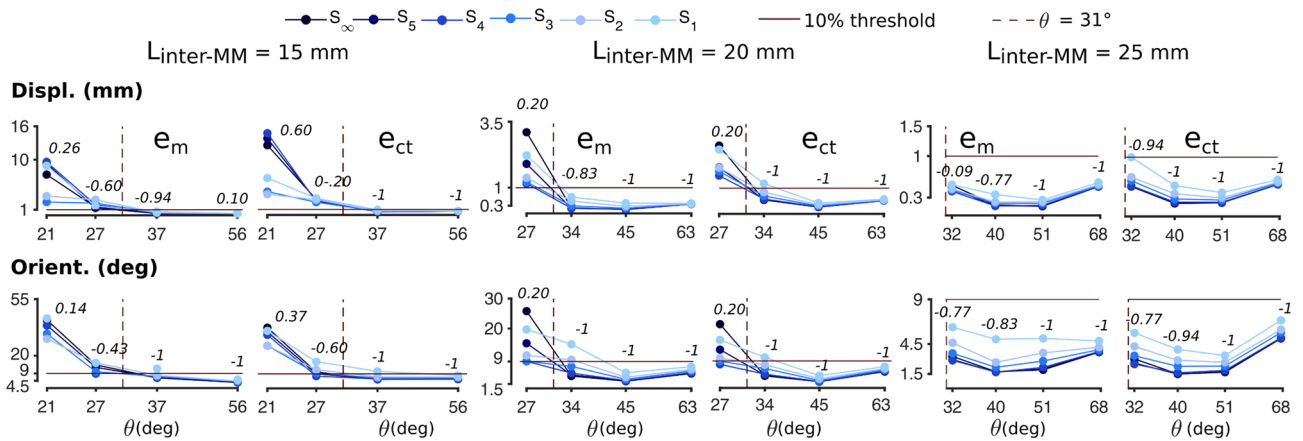 S∞ S5 S4 S3 S2 S1 10% threshold θ = 31°
Linter-MM = 15 mm Linter-MM = 20 mm Linter-MM = 25 mm
Displ. (mm)
16 10 1
em
0.26 -0.60 -0.94 0.10
21 27 37 56
ect
0.60 0-.20 -1 -1
21 27 37 56
3.5 1 0.3
em
0.20 -0.83 -1 -1
27 34 45 63
ect
0.20 -1 -1 -1
27 34 45 63
1.5 1 0.3
em
-0.09 -0.77 -1 -1
32 40 51 68
ect
-0.94 -1 -1 -1
32 40 51 68
Orient. (deg)
55 20 9 4.5
0.14 -0.43 -1 -1
21 27 37 56
θ(deg)
0.37 -0.60 -1 -1
21 27 37 56
30 20 9 1.5
0.20 -1 -1 -1
27 34 45 63
θ(deg)
0.20 -1 -1 -1
27 34 45 63
9 4.5 1.5
-0.77 -0.83 -1 -1
32 40 51 68
θ(deg)
-0.77 -0.94 -1 -1
32 40 51 68